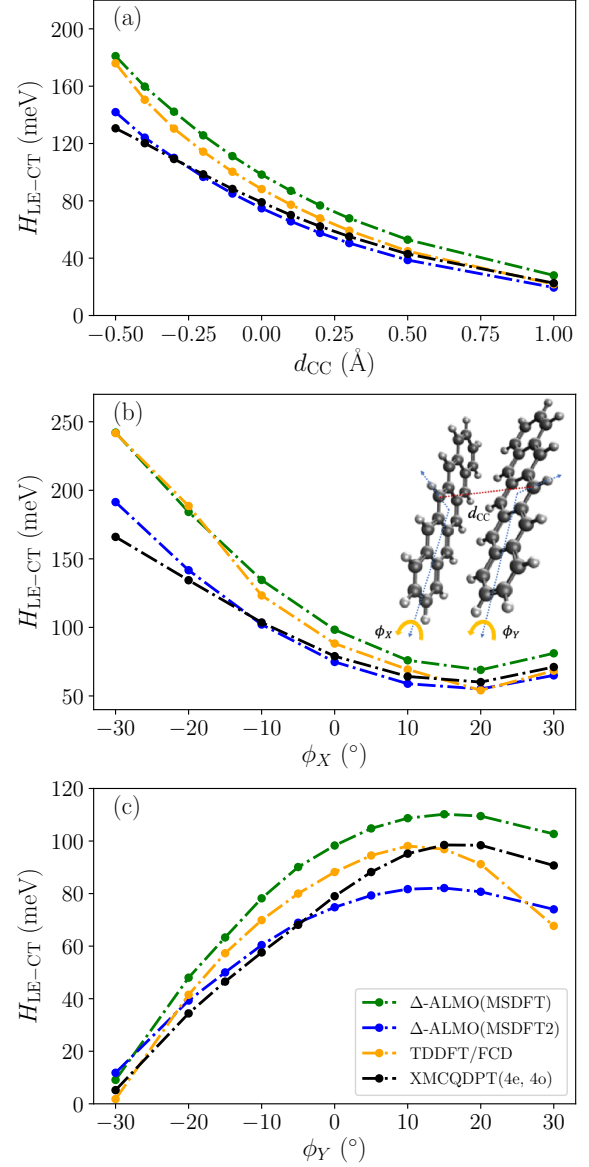 (a)
200
160
120
80
40
0
H_LE−CT (meV)
−0.50 −0.25 0.00 0.25 0.50 0.75 1.00
d_CC (Å)
(b)
250
200
150
100
50
H_LE−CT (meV)
d_CC
ϕ_X ϕ_Y
−30 −20 −10 0 10 20 30
ϕ_X (°)
(c)
120
100
80
60
40
20
0
H_LE−CT (meV)
Δ-ALMO(MSDFT)
Δ-ALMO(MSDFT2)
TDDFT/FCD
XMCQDPT(4e, 4o)
−30 −20 −10 0 10 20 30
ϕ_Y (°)